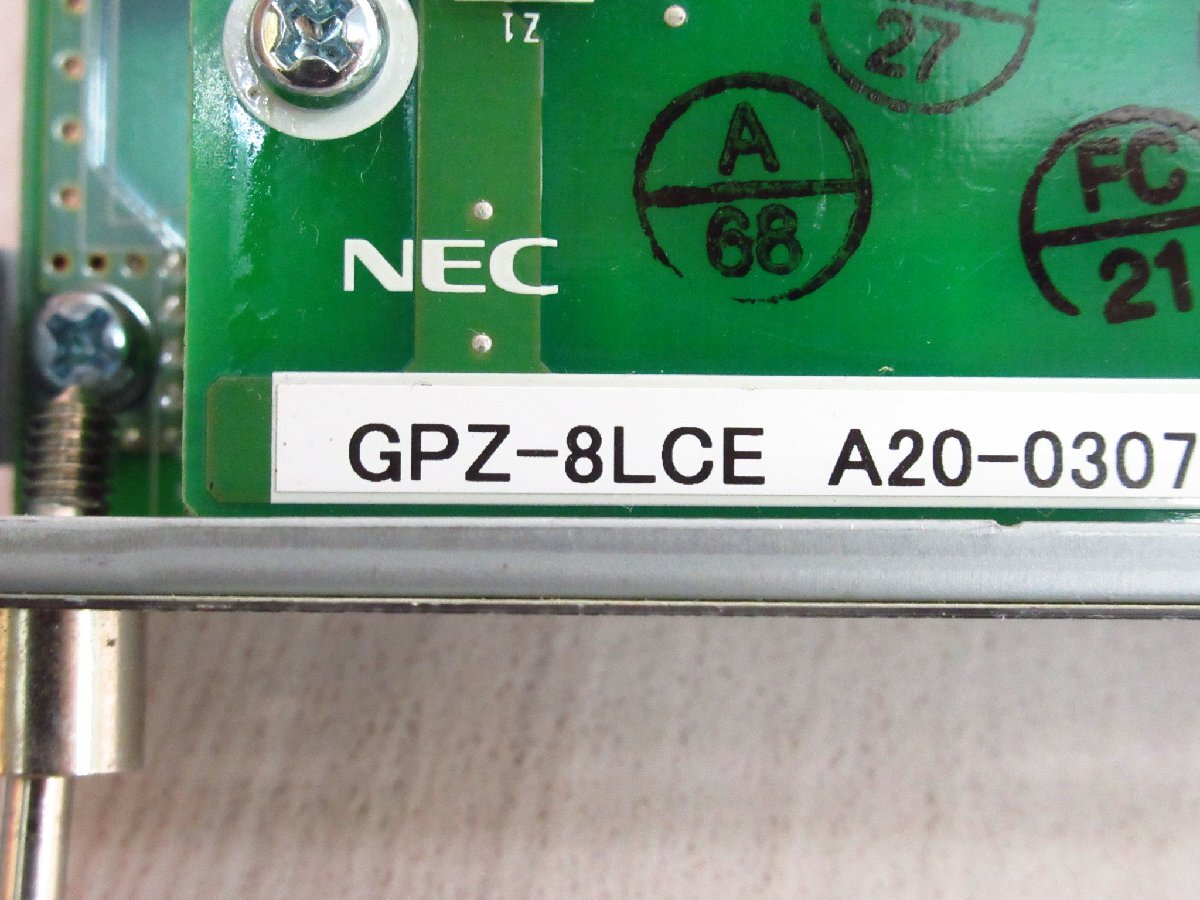 Z1
27
A
68
FC
21
NEC
GPZ-8LCE A20-0307